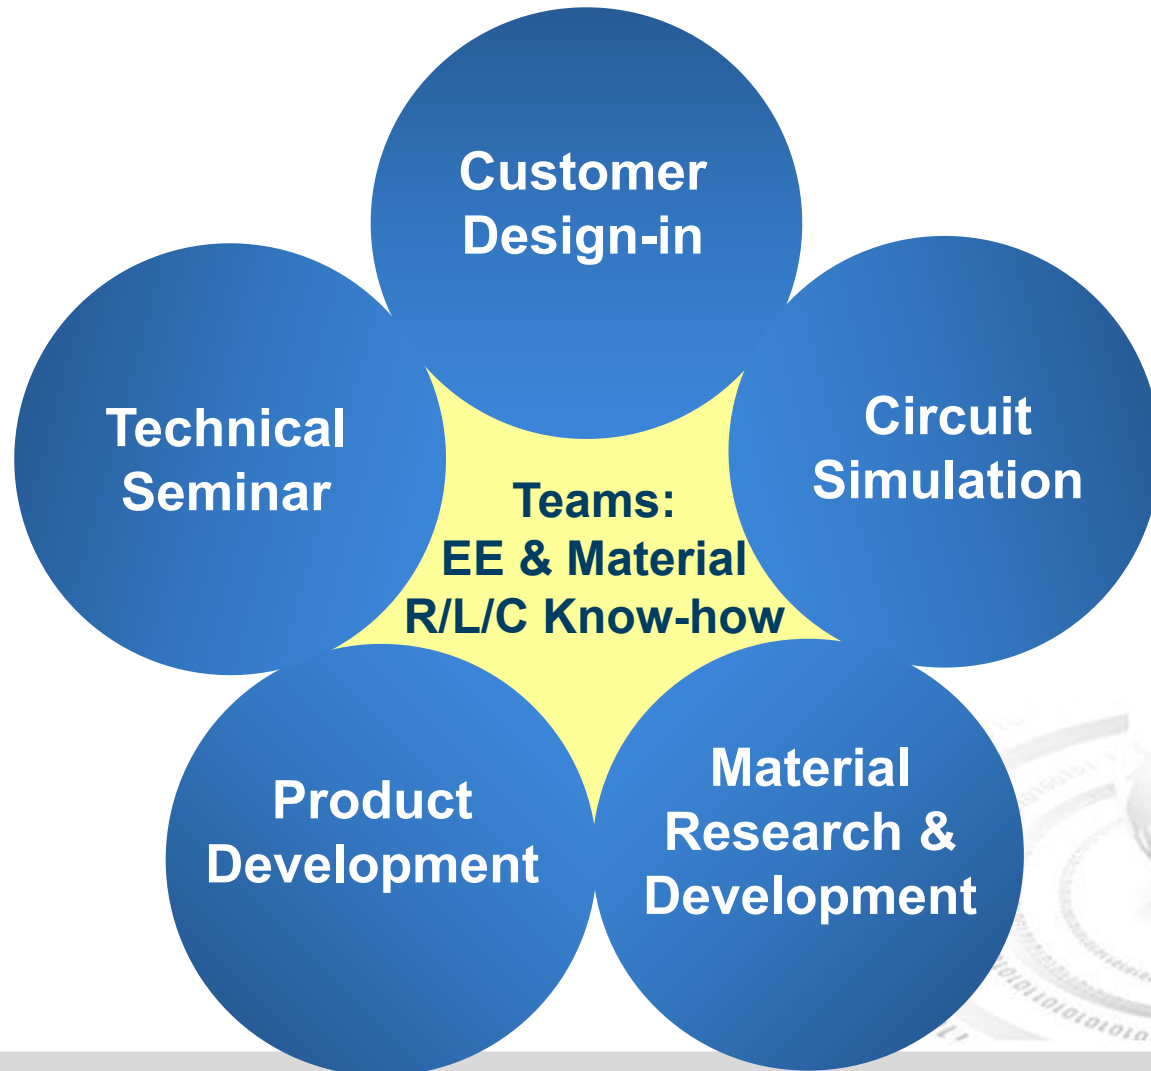 Customer
Design-in
Technical
Seminar
Circuit
Simulation
Teams:
EE & Material
R/L/C Know-how
Product
Development
Material
Research &
Development